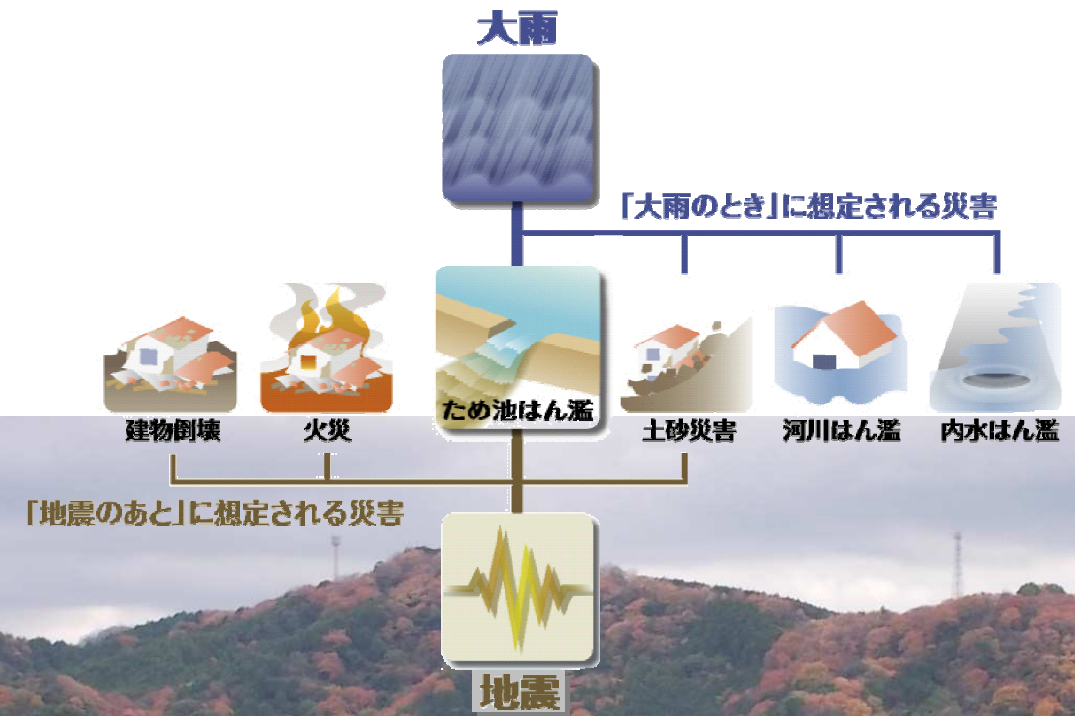 大雨
「大雨のとき」に想定される災害
ため池はん濫
建物倒壊
火災
土砂災害
河川はん濫
内水はん濫
「地震のあと」に想定される災害
地震